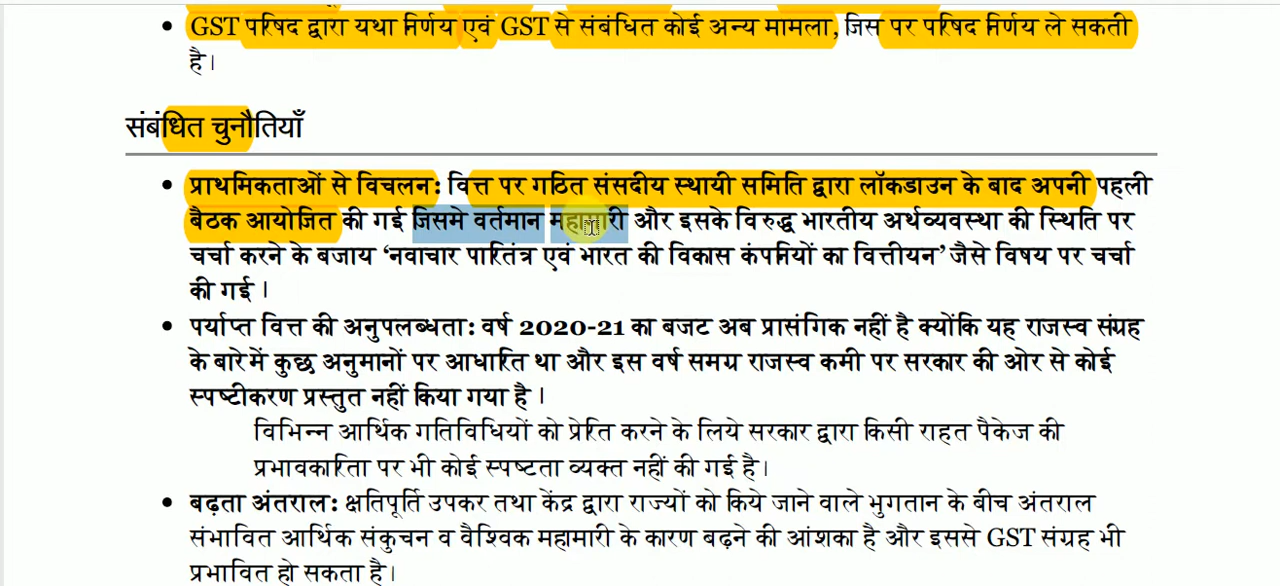 GST परिषद द्वारा यथा निर्णय एवं GST से संबंधित कोई अन्य मामला, जिस पर परिषद निर्णय ले सकती
है।
संबंधित चुनौतियाँ
प्राथमिकताओं से विचलन: वित्त पर गठित संसदीय स्थायी समिति द्वारा लॉकडाउन के बाद अपनी पहली
बैठक आयोजित की गई जिसमे वर्तमान महामारी और इसके विरुद्ध भारतीय अर्थव्यवस्था की स्थिति पर
चर्चा करने के बजाय ‘नवाचार पारितंत्र एवं भारत की विकास कंपनियों का वित्तीयन’ जैसे विषय पर चर्चा
की गई।
पर्याप्त वित्त की अनुपलब्धता: वर्ष 2020-21 का बजट अब प्रासंगिक नहीं है क्योंकि यह राजस्व संग्रह
के बारे में कुछ अनुमानों पर आधारित था और इस वर्ष समग्र राजस्व कमी पर सरकार की ओर से कोई
स्पष्टीकरण प्रस्तुत नहीं किया गया है।
विभिन्न आर्थिक गतिविधियों को प्रेरित करने के लिये सरकार द्वारा किसी राहत पैकेज की
प्रभावकारिता पर भी कोई स्पष्टता व्यक्त नहीं की गई है।
बढ़ता अंतराल: क्षतिपूर्ति उपकर तथा केंद्र द्वारा राज्यों को किये जाने वाले भुगतान के बीच अंतराल
संभावित आर्थिक संकुचन व वैश्विक महामारी के कारण बढ़ने की आंशका है और इससे GST संग्रह भी
प्रभावित हो सकता है।